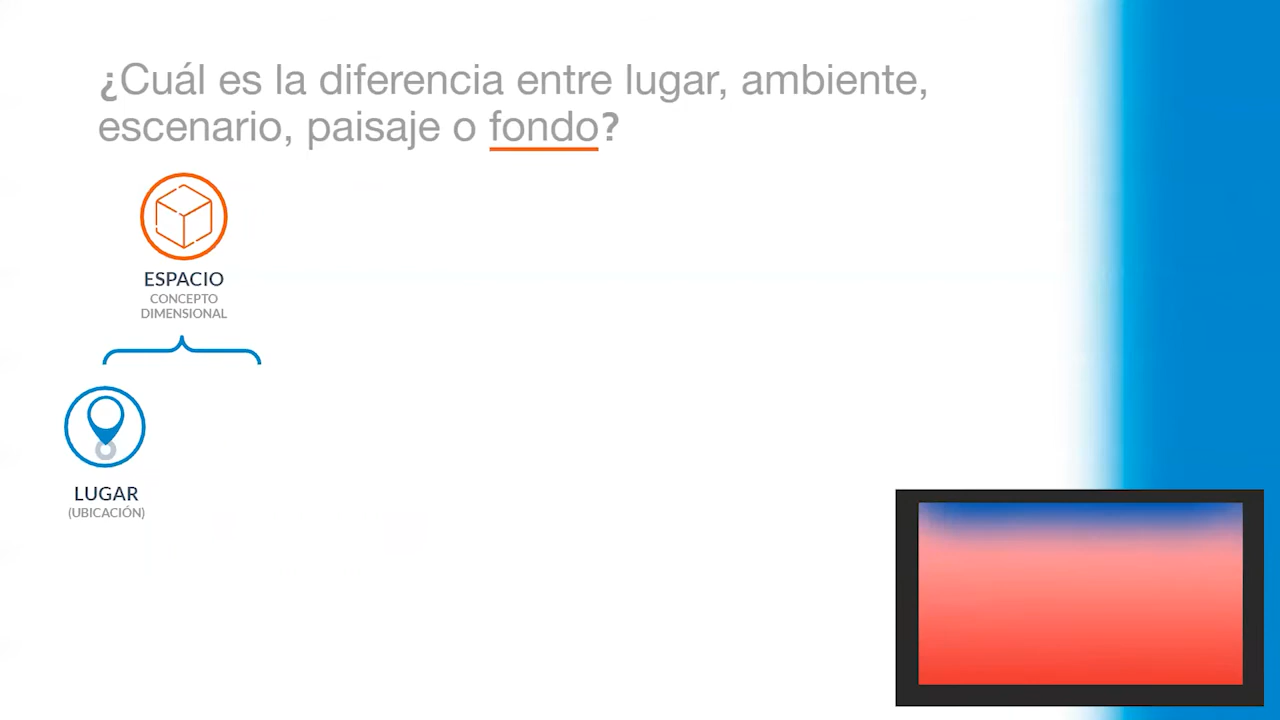 ¿Cuál es la diferencia entre lugar, ambiente,
escenario, paisaje o fondo?
ESPACIO
CONCEPTO
DIMENSIONAL
LUGAR
(UBICACIÓN)